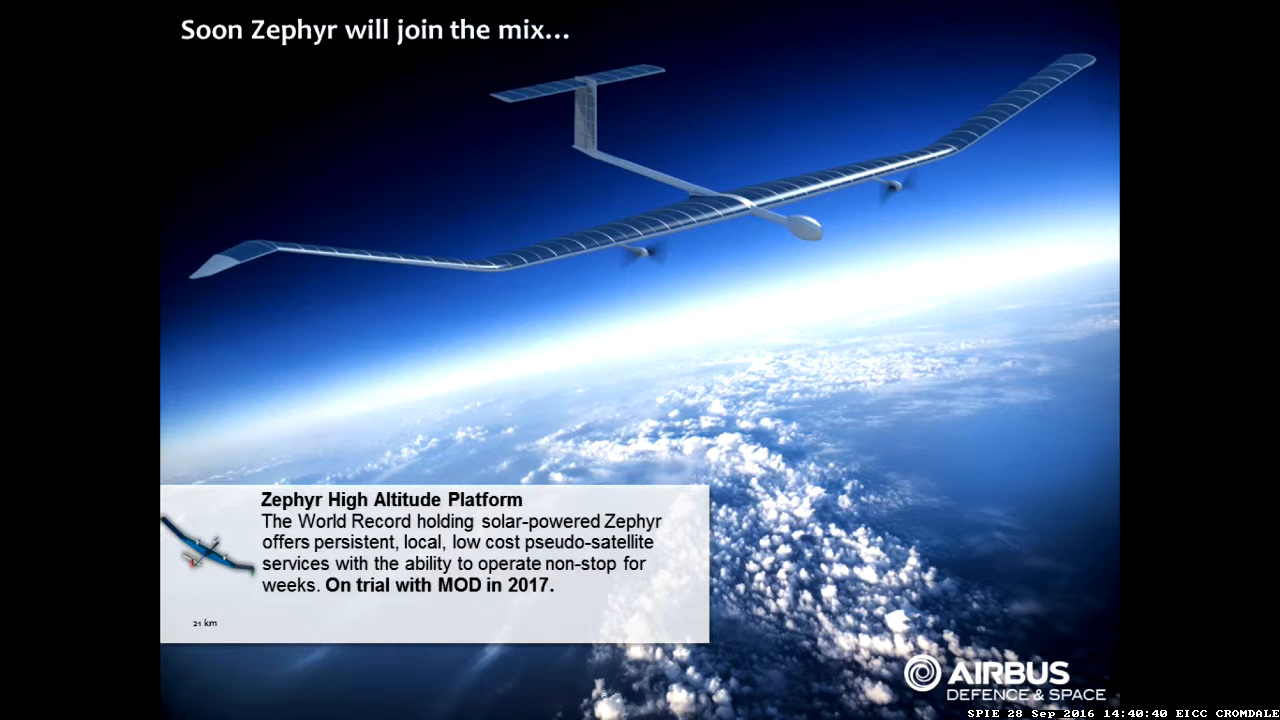 Soon Zephyr will join the mix...
Zephyr High Altitude Platform
The World Record holding solar-powered Zephyr
offers persistent, local, low cost pseudo-satellite
services with the ability to operate non-stop for
weeks. On trial with MOD in 2017.
21 km
AIRBUS
DEFENCE & SPACE
SPIE 28 Sep 2016 14:40:40 EICC CROMDALE